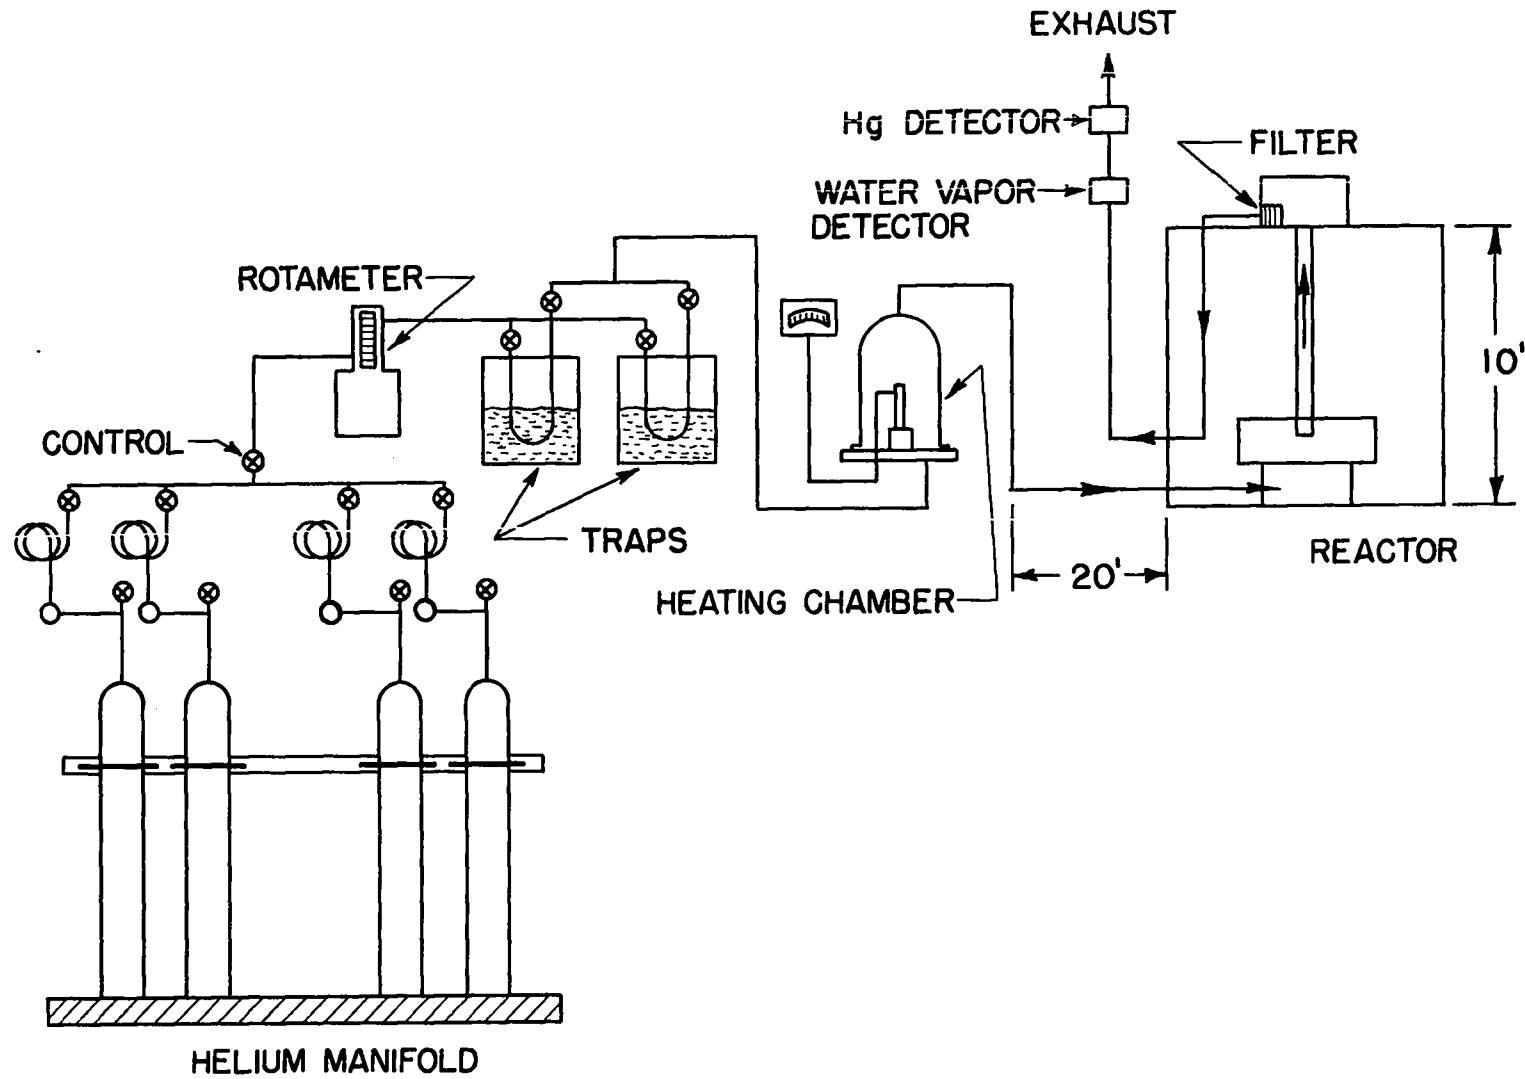 EXHAUST
Hg DETECTOR
FILTER
WATER VAPOR
DETECTOR
ROTAMETER
10'
CONTROL
TRAPS
REACTOR
20'
HEATING CHAMBER
HELIUM MANIFOLD